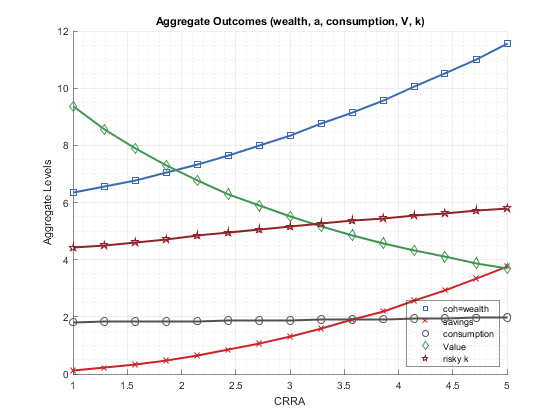 Aggregate Outcomes (wealth, a, consumption, V, k)
12
10
8
6
4
2
0
Aggregate Levels
1
1.5
2
2.5
3
3.5
4
4.5
5
CRRA
coh=wealth
savings
consumption
Value
risky k